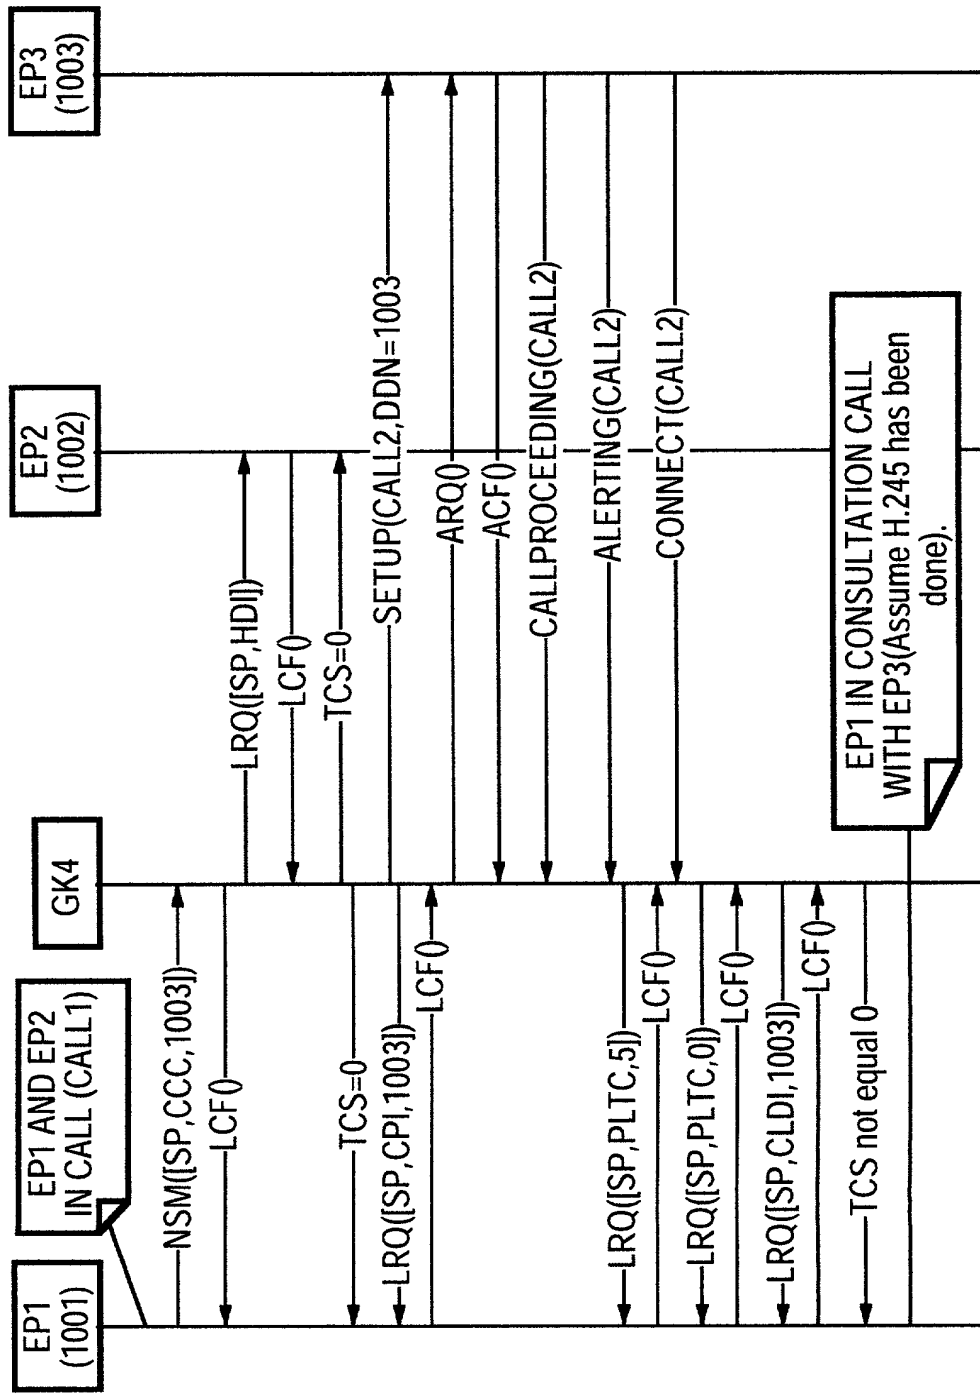 EP1
(1001)
EP1 AND EP2
IN CALL (CALL1)
GK4
EP2
(1002)
EP3
(1003)
NSM([SP,CCC,1003])
LCF()
LRQ([SP,HDI])
LCF()
TCS=0
TCS=0
SETUP(CALL2,DDN=1003
LRQ([SP,CPI,1003])
LCF()
ARQ()
ACF()
CALLPROCEEDING(CALL2)
ALERTING(CALL2)
LRQ([SP,PLTC,5])
LCF()
CONNECT(CALL2)
LRQ([SP,PLTC,0])
LCF()
LRQ([SP,CLDI,1003])
LCF()
TCS not equal 0
EP1 IN CONSULTATION CALL
WITH EP3(Assume H.245 has been
done).